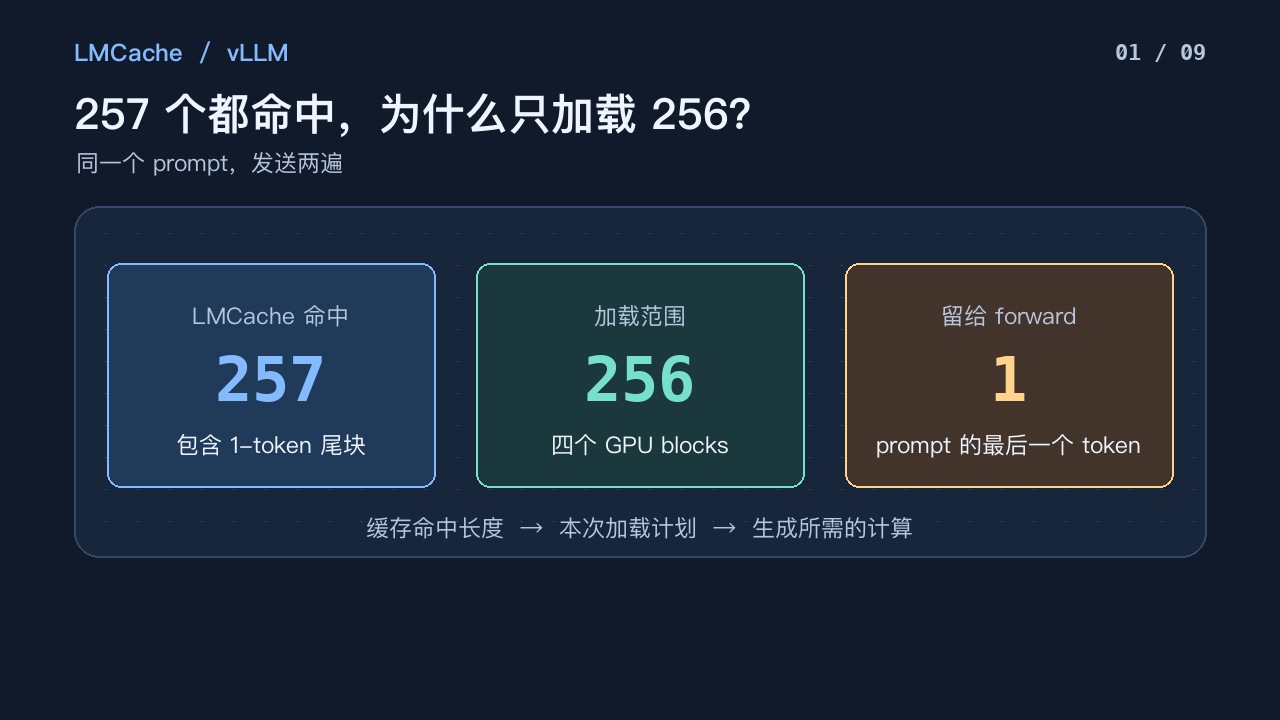 LMCache / vLLM
01 / 09
257 个都命中，为什么只加载 256?
同一个 prompt，发送两遍
LMCache 命中
257
包含 1–token 尾块
加载范围
256
四个 GPU blocks
留给 forward
1
prompt 的最后一个 token
缓存命中长度 → 本次加载计划 → 生成所需的计算